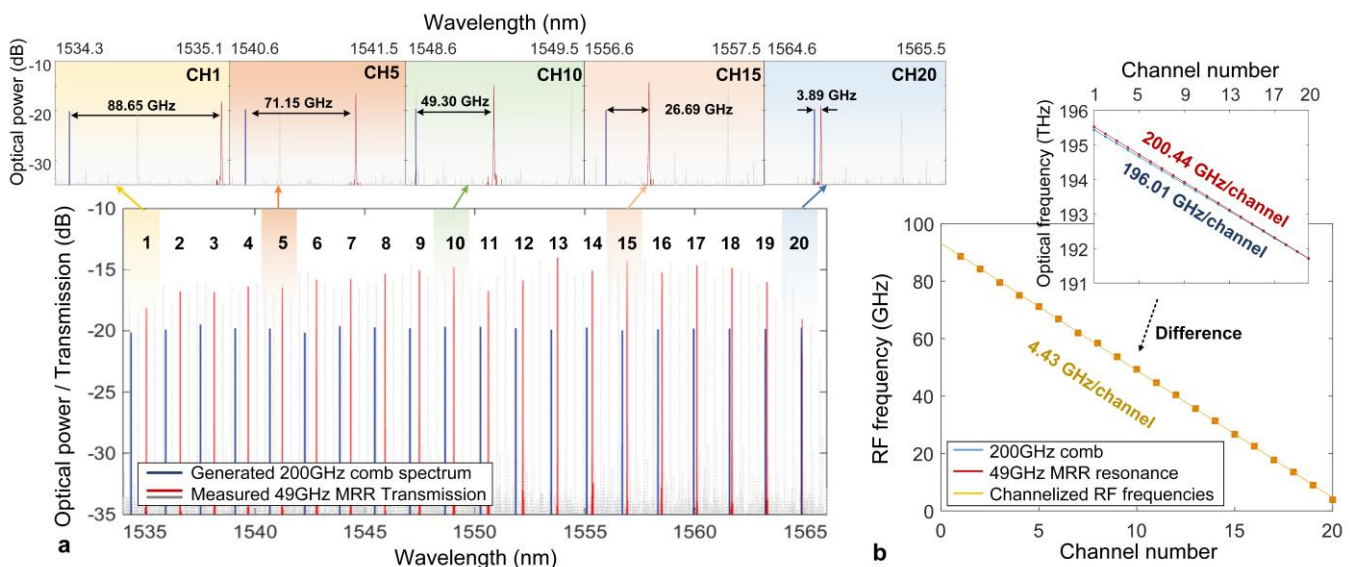 Wavelength (nm)
1534.3 1535.1 1540.6 1541.5 1548.6 1549.5 1556.6 1557.5 1564.6 1565.5
Optical power (dB)
-10
-20
-30
CH1 CH5 CH10 CH15 CH20
88.65 GHz 71.15 GHz 49.30 GHz 26.69 GHz 3.89 GHz
Optical power / Transmission (dB)
-10
-15
-20
-25
-30
-35
1 2 3 4 5 6 7 8 9 10 11 12 13 14 15 16 17 18 19 20
Generated 200GHz comb spectrum
Measured 49GHz MRR Transmission
1535 1540 1545 1550 1555 1560 1565
Wavelength (nm)
a
Channel number
1 5 9 13 17 20
Optical frequency (THz)
196
195
194
193
192
191
200.44 GHz/channel
196.01 GHz/channel
Difference
RF frequency (GHz)
100
80
60
40
20
0
4.43 GHz/channel
200GHz comb
49GHz MRR resonance
Channelized RF frequencies
0 5 10 15 20
Channel number
b